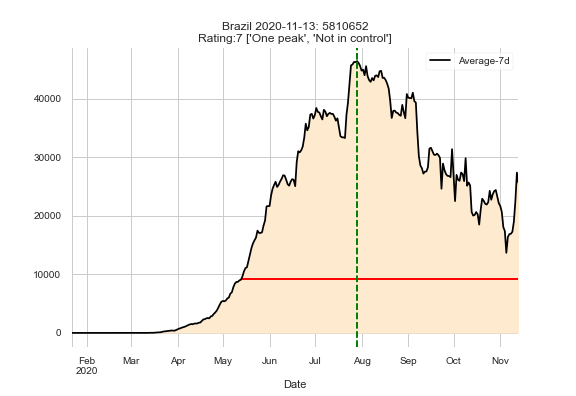 Brazil 2020-11-13: 5810652
Rating:7 ['One peak', 'Not in control']
Average-7d
40000
30000
20000
10000
0
Feb Mar Apr May Jun Jul Aug Sep Oct Nov
2020
Date